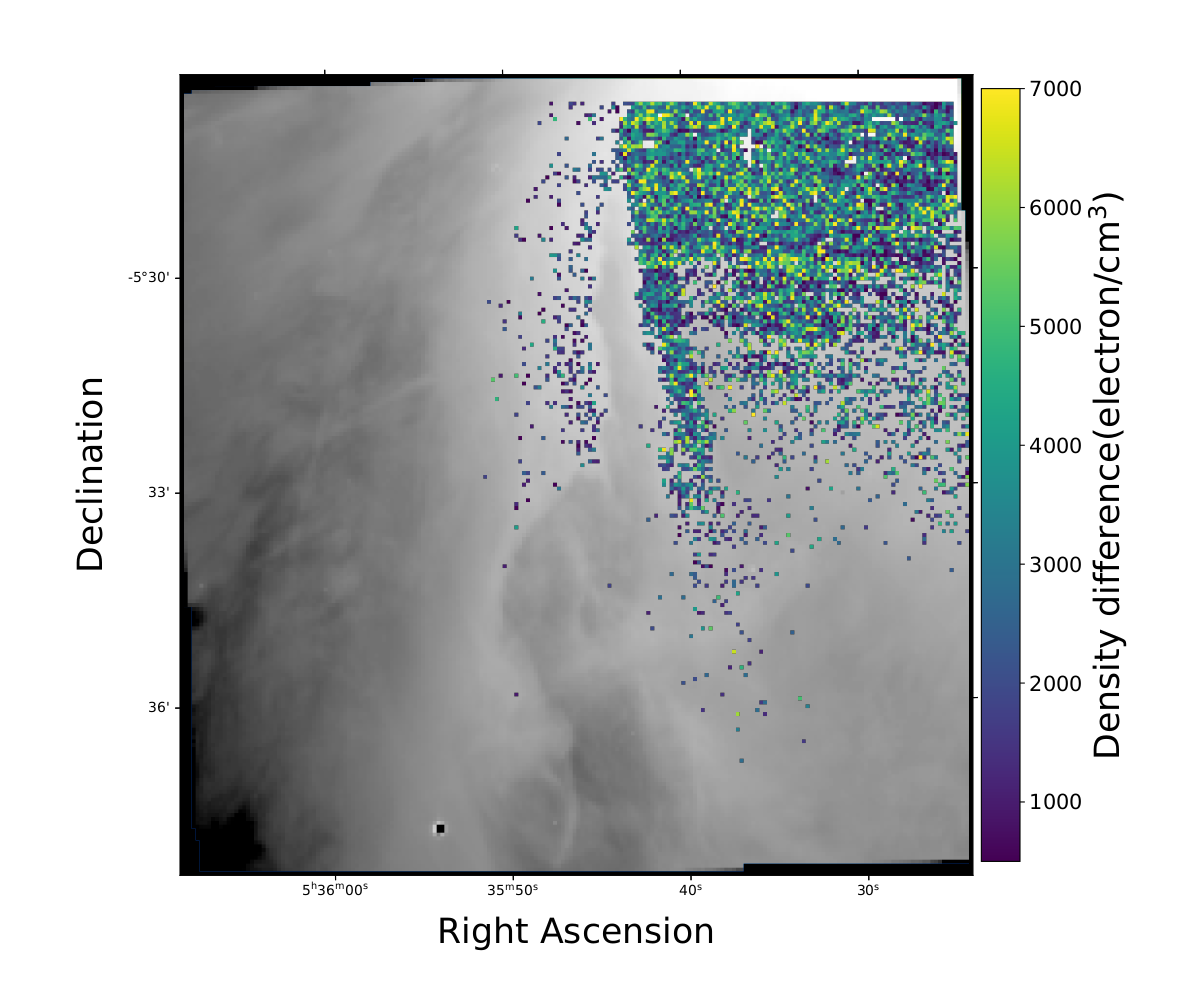 7000
6000
-5°30'
5000
4000
33'
3000
2000
36'
1000
5ʰ36ᵐ00ˢ
35ᵐ50ˢ
40ˢ
30ˢ
Declination
Right Ascension
Density difference(electron/cm³)